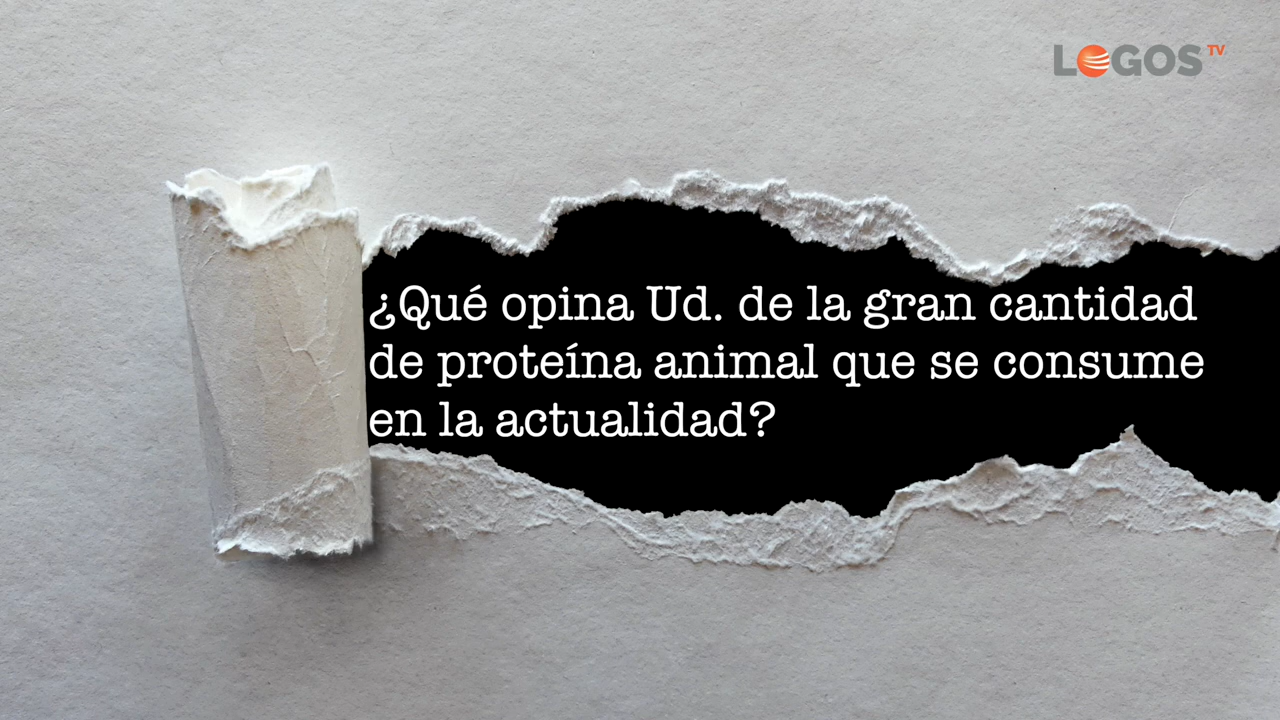 LOGOS TV
¿Qué opina Ud. de la gran cantidad
de proteína animal que se consume
en la actualidad?